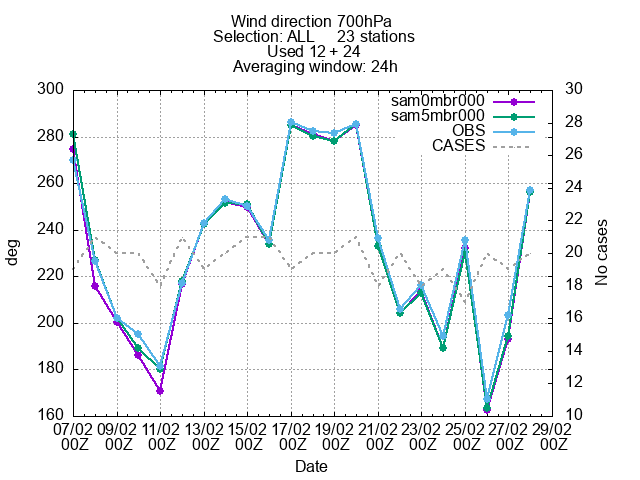 Wind direction 700hPa
Selection: ALL 23 stations
Used 12 + 24
Averaging window: 24h
300 30
sam0mbr000
sam5mbr000
OBS
CASES
280 28
26
260 24
240 22
deg
No cases
20
220 18
200 16
14
180 12
160 10
07/02 09/02 11/02 13/02 15/02 17/02 19/02 21/02 23/02 25/02 27/02 29/02
00Z 00Z 00Z 00Z 00Z 00Z 00Z 00Z 00Z 00Z 00Z 00Z
Date